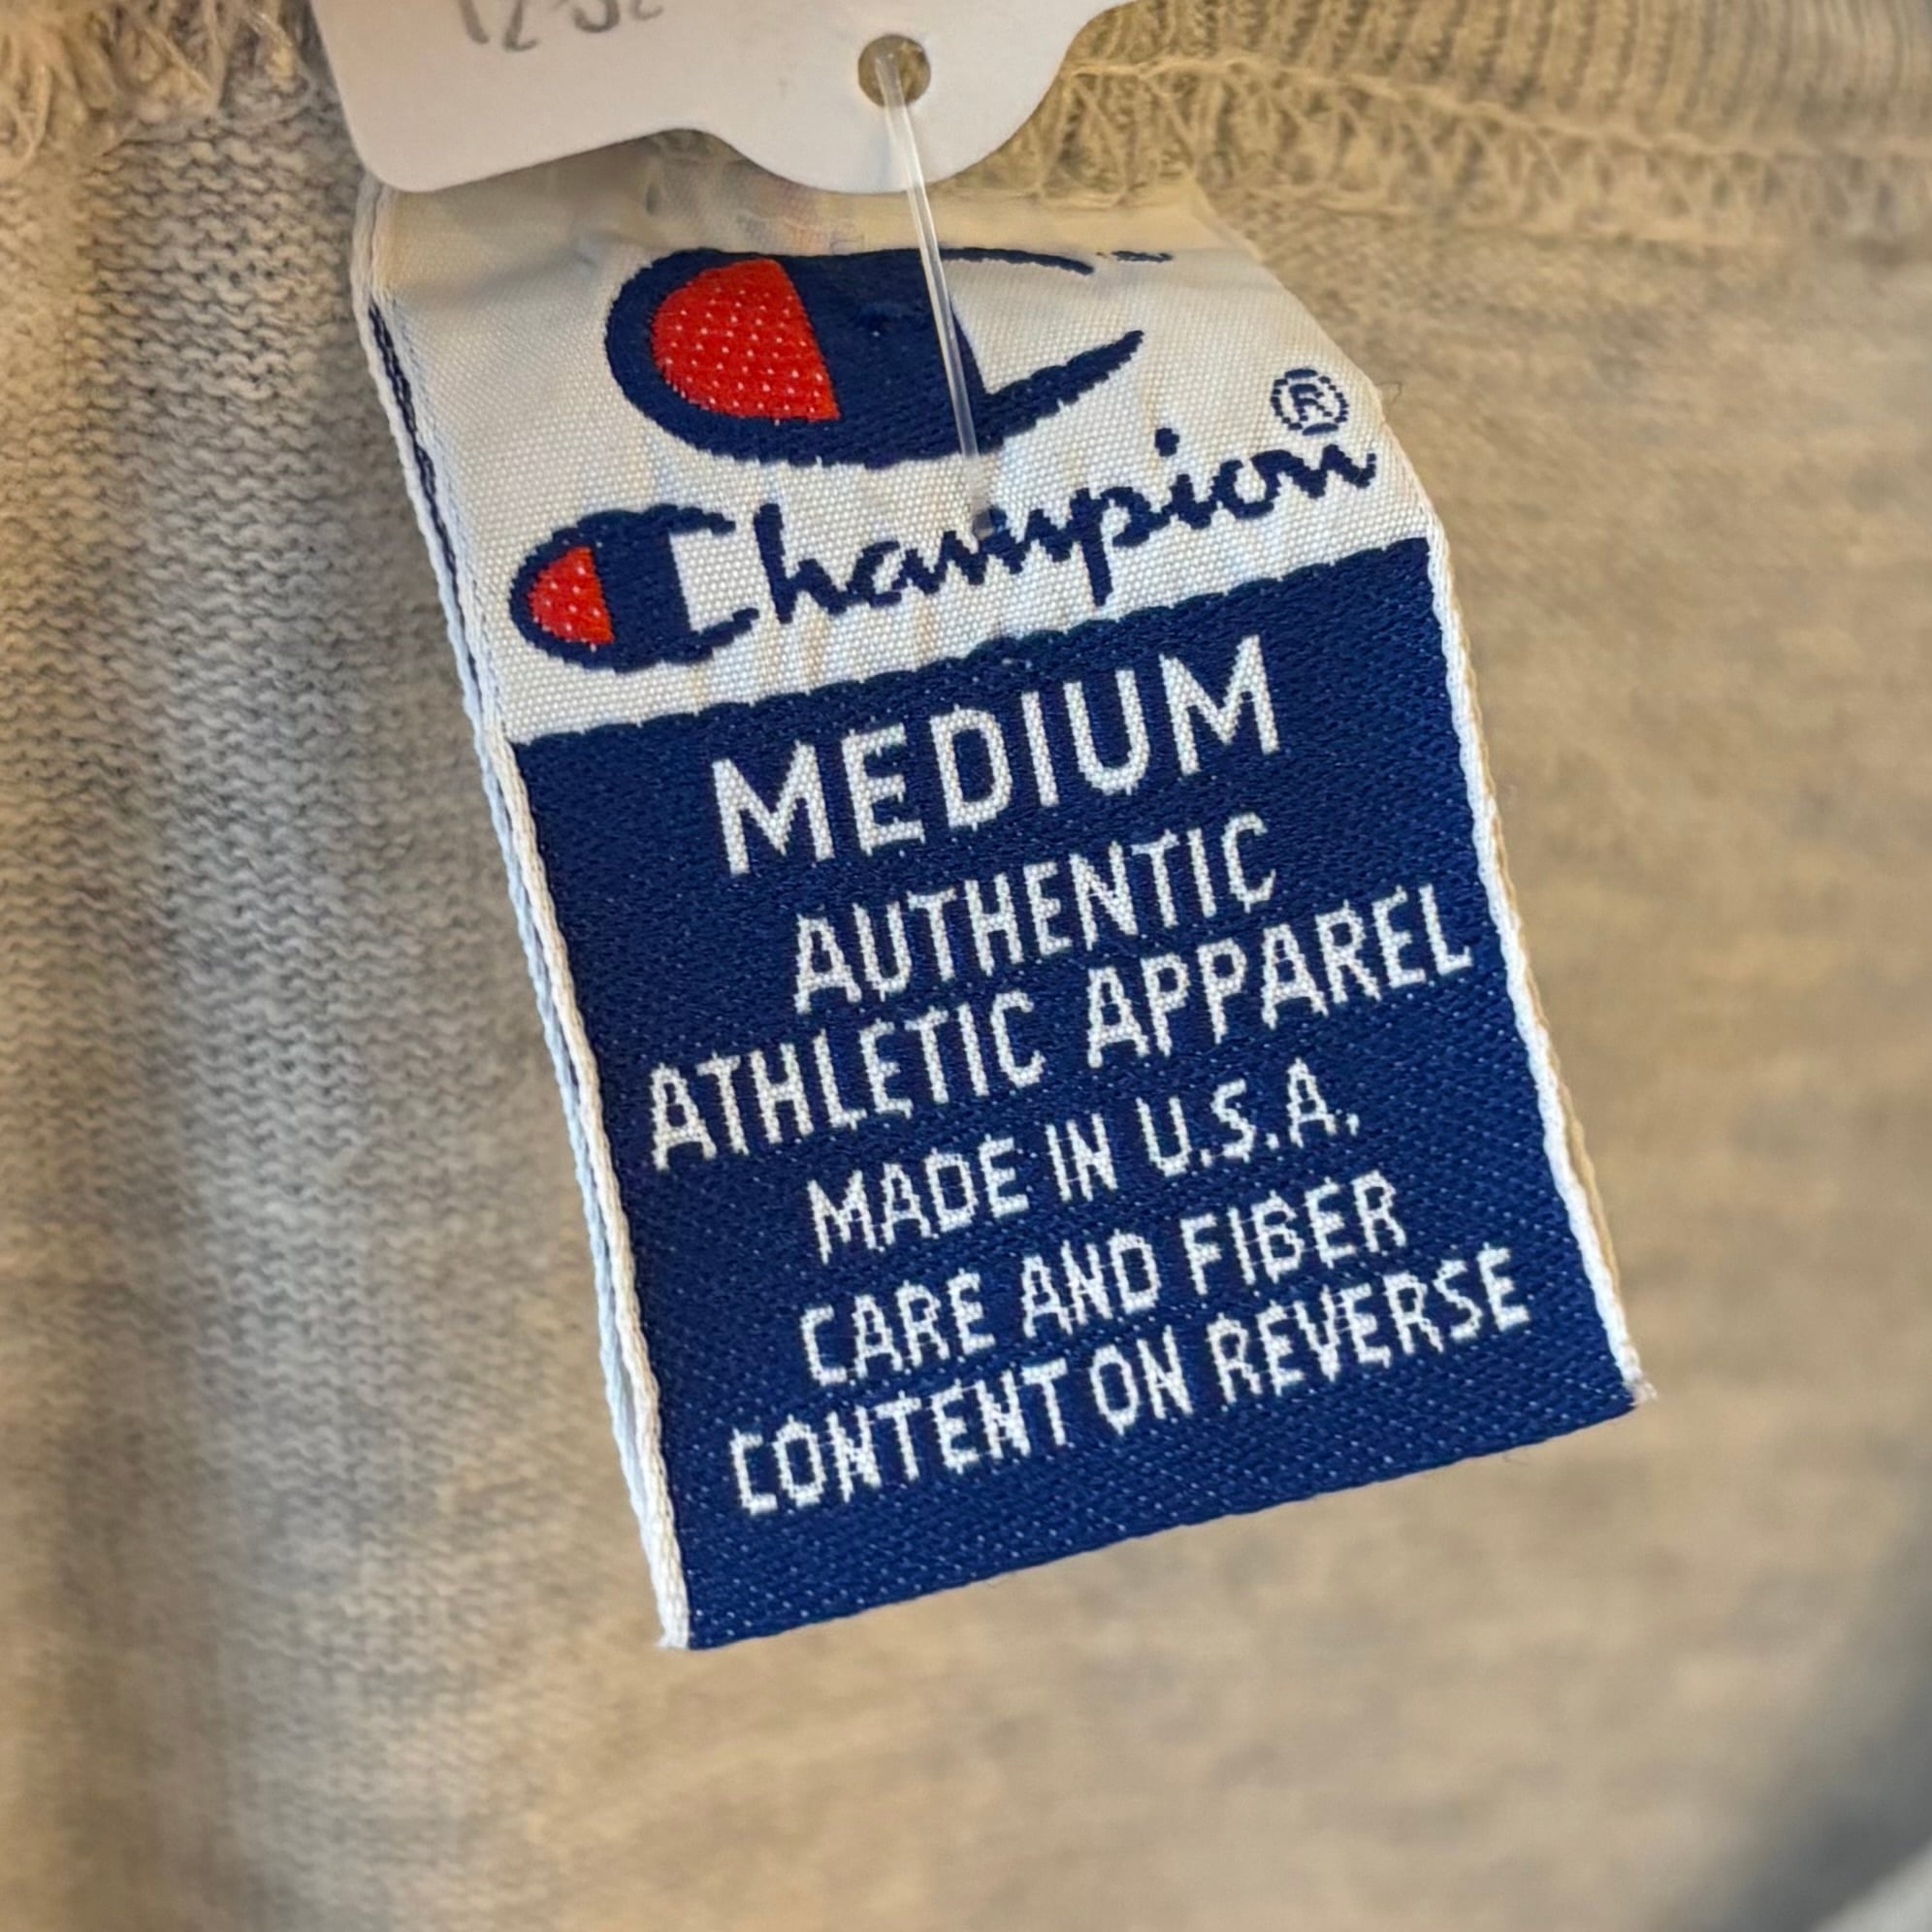 Champion®
MEDIUM
AUTHENTIC
ATHLETIC APPAREL
MADE IN U.S.A.
CARE AND FIBER
CONTENT ON REVERSE